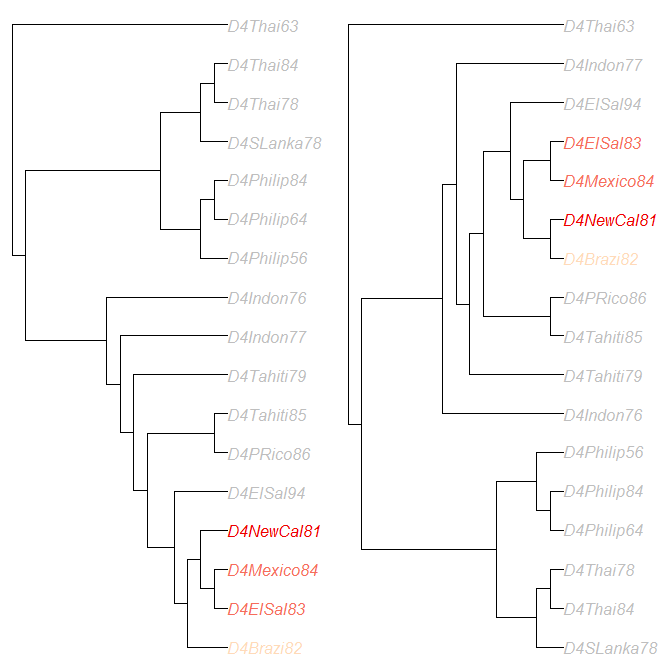 D4Thai63
D4Thai84
D4Thai78
D4SLanka78
D4Philip84
D4Philip64
D4Philip56
D4Indon76
D4Indon77
D4Tahiti79
D4Tahiti85
D4PRico86
D4ElSal94
D4NewCal81
D4Mexico84
D4ElSal83
D4Brazi82
D4Thai63
D4Indon77
D4ElSal94
D4ElSal83
D4Mexico84
D4NewCal81
D4Brazi82
D4PRico86
D4Tahiti85
D4Tahiti79
D4Indon76
D4Philip56
D4Philip84
D4Philip64
D4Thai78
D4Thai84
D4SLanka78